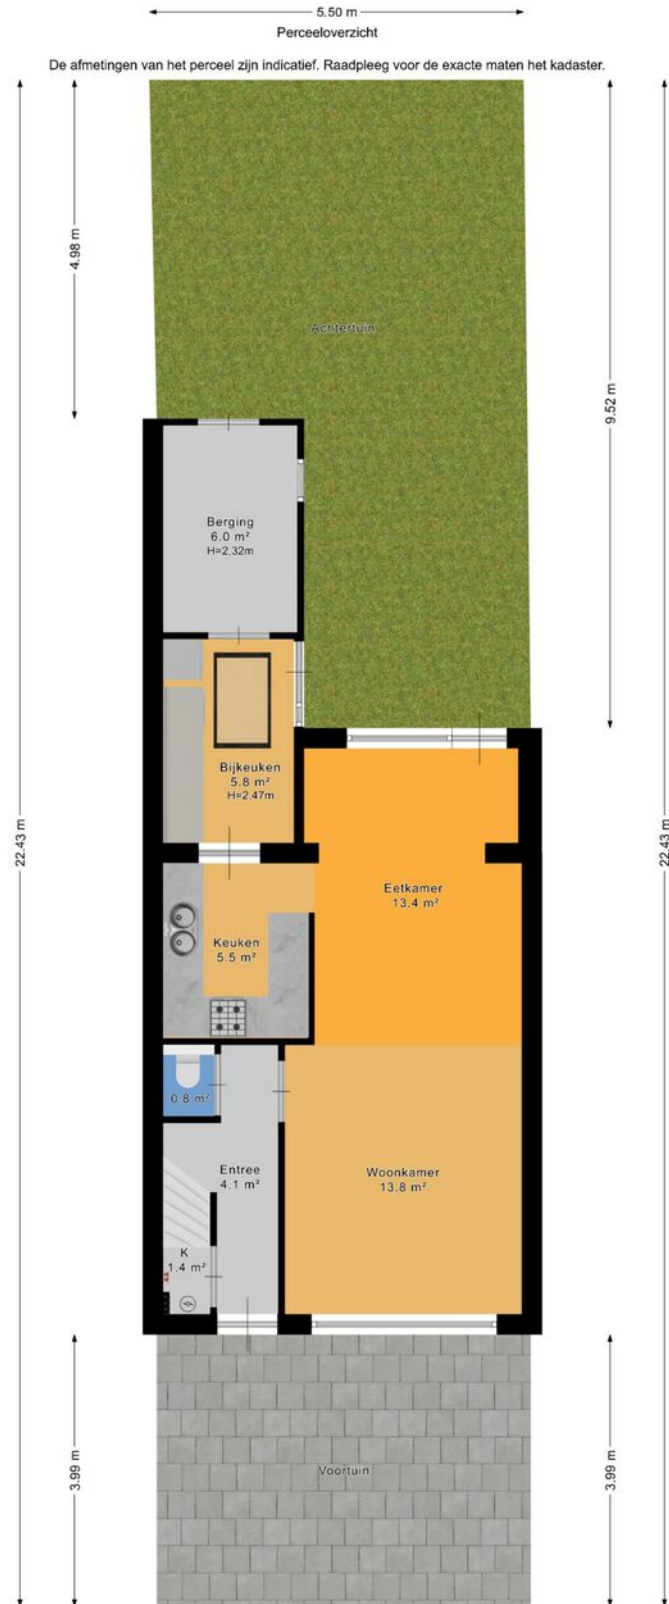 5.50 m
Perceeloverzicht
De afmetingen van het perceel zijn indicatief. Raadpleeg voor de exacte maten het kadaster.
4.98 m
Achtertuin
9.52 m
Berging
6.0 m²
H=2.32m
Bijkeuken
5.8 m²
H=2.47m
22.43 m
22.43 m
Eetkamer
13.4 m²
Keuken
5.5 m²
0.8 m²
Entree
4.1 m²
Woonkamer
13.8 m²
K
1.4 m²
3.99 m
Voortuin
3.99 m